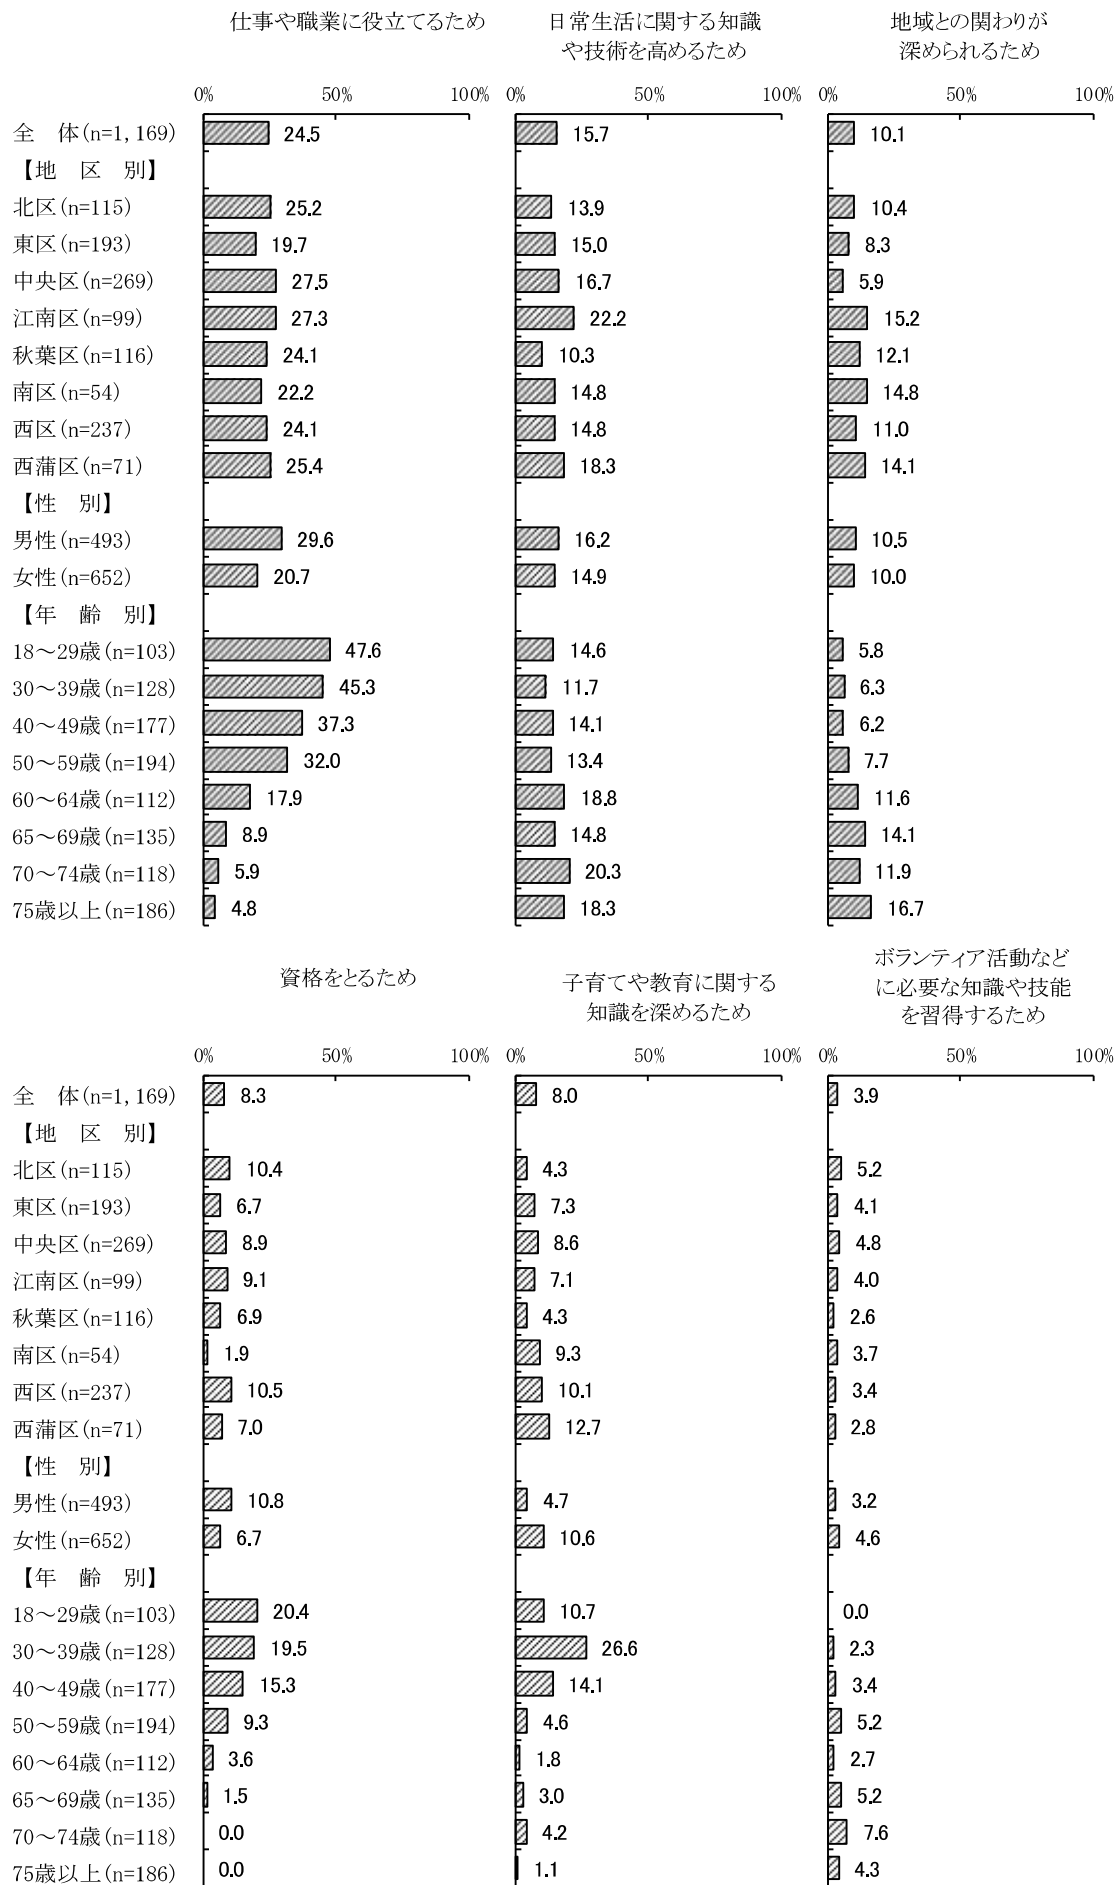 仕事や職業に役立てるため 日常生活に関する知識 地域との関わりが
や技術を高めるため 深められるため
0% 50% 100% 0% 50% 100% 0% 50% 100%
全　体(n=1,169) 24.5 15.7 10.1
【地　区　別】
北区(n=115) 25.2 13.9 10.4
東区(n=193) 19.7 15.0 8.3
中央区(n=269) 27.5 16.7 5.9
江南区(n=99) 27.3 22.2 15.2
秋葉区(n=116) 24.1 10.3 12.1
南区(n=54) 22.2 14.8 14.8
西区(n=237) 24.1 14.8 11.0
西蒲区(n=71) 25.4 18.3 14.1
【性　別】
男性(n=493) 29.6 16.2 10.5
女性(n=652) 20.7 14.9 10.0
【年　齢　別】
18～29歳(n=103) 47.6 14.6 5.8
30～39歳(n=128) 45.3 11.7 6.3
40～49歳(n=177) 37.3 14.1 6.2
50～59歳(n=194) 32.0 13.4 7.7
60～64歳(n=112) 17.9 18.8 11.6
65～69歳(n=135) 8.9 14.8 14.1
70～74歳(n=118) 5.9 20.3 11.9
75歳以上(n=186) 4.8 18.3 16.7
ボランティア活動など
資格をとるため 子育てや教育に関する に必要な知識や技能
知識を深めるため を習得するため
0% 50% 100% 0% 50% 100% 0% 50% 100%
全　体(n=1,169) 8.3 8.0 3.9
【地　区　別】
北区(n=115) 10.4 4.3 5.2
東区(n=193) 6.7 7.3 4.1
中央区(n=269) 8.9 8.6 4.8
江南区(n=99) 9.1 7.1 4.0
秋葉区(n=116) 6.9 4.3 2.6
南区(n=54) 1.9 9.3 3.7
西区(n=237) 10.5 10.1 3.4
西蒲区(n=71) 7.0 12.7 2.8
【性　別】
男性(n=493) 10.8 4.7 3.2
女性(n=652) 6.7 10.6 4.6
【年　齢　別】
18～29歳(n=103) 20.4 10.7 0.0
30～39歳(n=128) 19.5 26.6 2.3
40～49歳(n=177) 15.3 14.1 3.4
50～59歳(n=194) 9.3 4.6 5.2
60～64歳(n=112) 3.6 1.8 2.7
65～69歳(n=135) 1.5 3.0 5.2
70～74歳(n=118) 0.0 4.2 7.6
75歳以上(n=186) 0.0 1.1 4.3